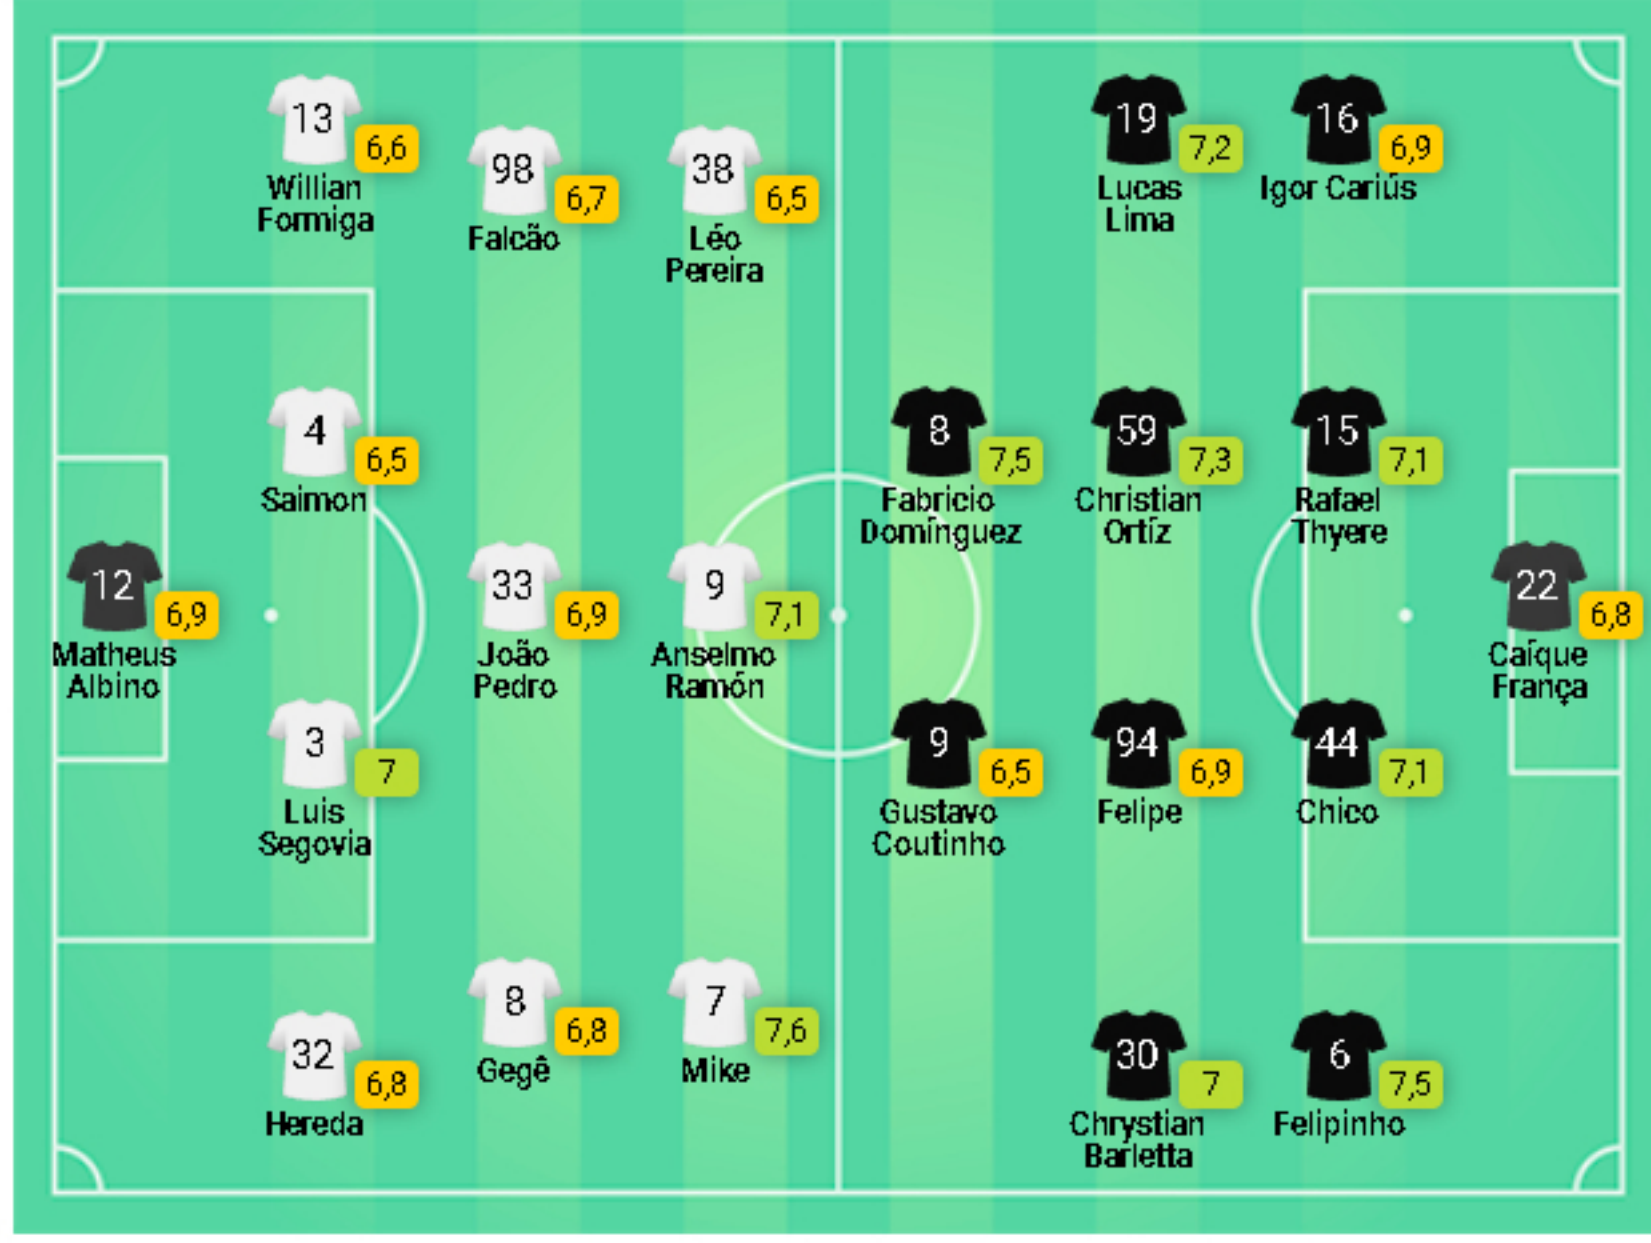 13
6,6
Willian
Formiga
98
6,7
Falcão
38
6,5
Léo
Pereira
4
6,5
Saimon
12
6,9
Matheus
Albino
33
6,9
João
Pedro
9
7,1
Anselmo
Ramón
3
7
Luis
Segovia
32
6,8
Hereda
8
6,8
Gegê
7
7,6
Mike
19
7,2
Lucas
Lima
16
6,9
Igor Cariús
8
7,5
Fabricio
Domínguez
59
7,3
Christian
Ortíz
15
7,1
Rafael
Thyere
22
6,8
Caíque
França
9
6,5
Gustavo
Coutinho
94
6,9
Felipe
44
7,1
Chico
30
7
Chrystian
Barletta
6
7,5
Felipinho